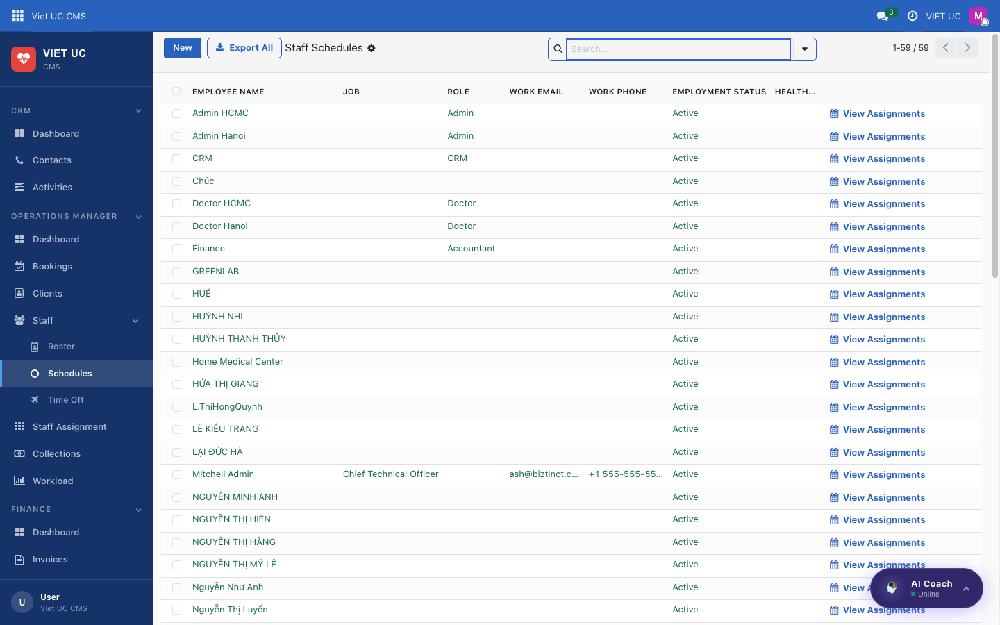 Viet UC CMS
3
VIET UC
M
VIET UC
CMS
CRM
Dashboard
Contacts
Activities
OPERATIONS MANAGER
Dashboard
Bookings
Clients
Staff
Roster
Schedules
Time Off
Staff Assignment
Collections
Workload
FINANCE
Dashboard
Invoices
U
User
Viet UC CMS
New
Export All
Staff Schedules
Search...
1-59 / 59
EMPLOYEE NAME JOB ROLE WORK EMAIL WORK PHONE EMPLOYMENT STATUS HEALTH...
Admin HCMC Admin Active View Assignments
Admin Hanoi Admin Active View Assignments
CRM CRM Active View Assignments
Chúc Active View Assignments
Doctor HCMC Doctor Active View Assignments
Doctor Hanoi Doctor Active View Assignments
Finance Accountant Active View Assignments
GREENLAB Active View Assignments
HUẾ Active View Assignments
HUỲNH NHI Active View Assignments
HUỲNH THANH THỦY Active View Assignments
Home Medical Center Active View Assignments
HỨA THỊ GIANG Active View Assignments
L.ThiHongQuynh Active View Assignments
LÊ KIỀU TRANG Active View Assignments
LẠI ĐỨC HÀ Active View Assignments
Mitchell Admin Chief Technical Officer ash@biztinct.c... +1 555-555-55... Active View Assignments
NGUYỄN MINH ANH Active View Assignments
NGUYỄN THỊ HIỀN Active View Assignments
NGUYỄN THỊ HẰNG Active View Assignments
NGUYỄN THỊ MỸ LỆ Active View Assignments
Nguyễn Như Anh Active View
Nguyễn Thị Luyến Active View Assignments
AI Coach
Online